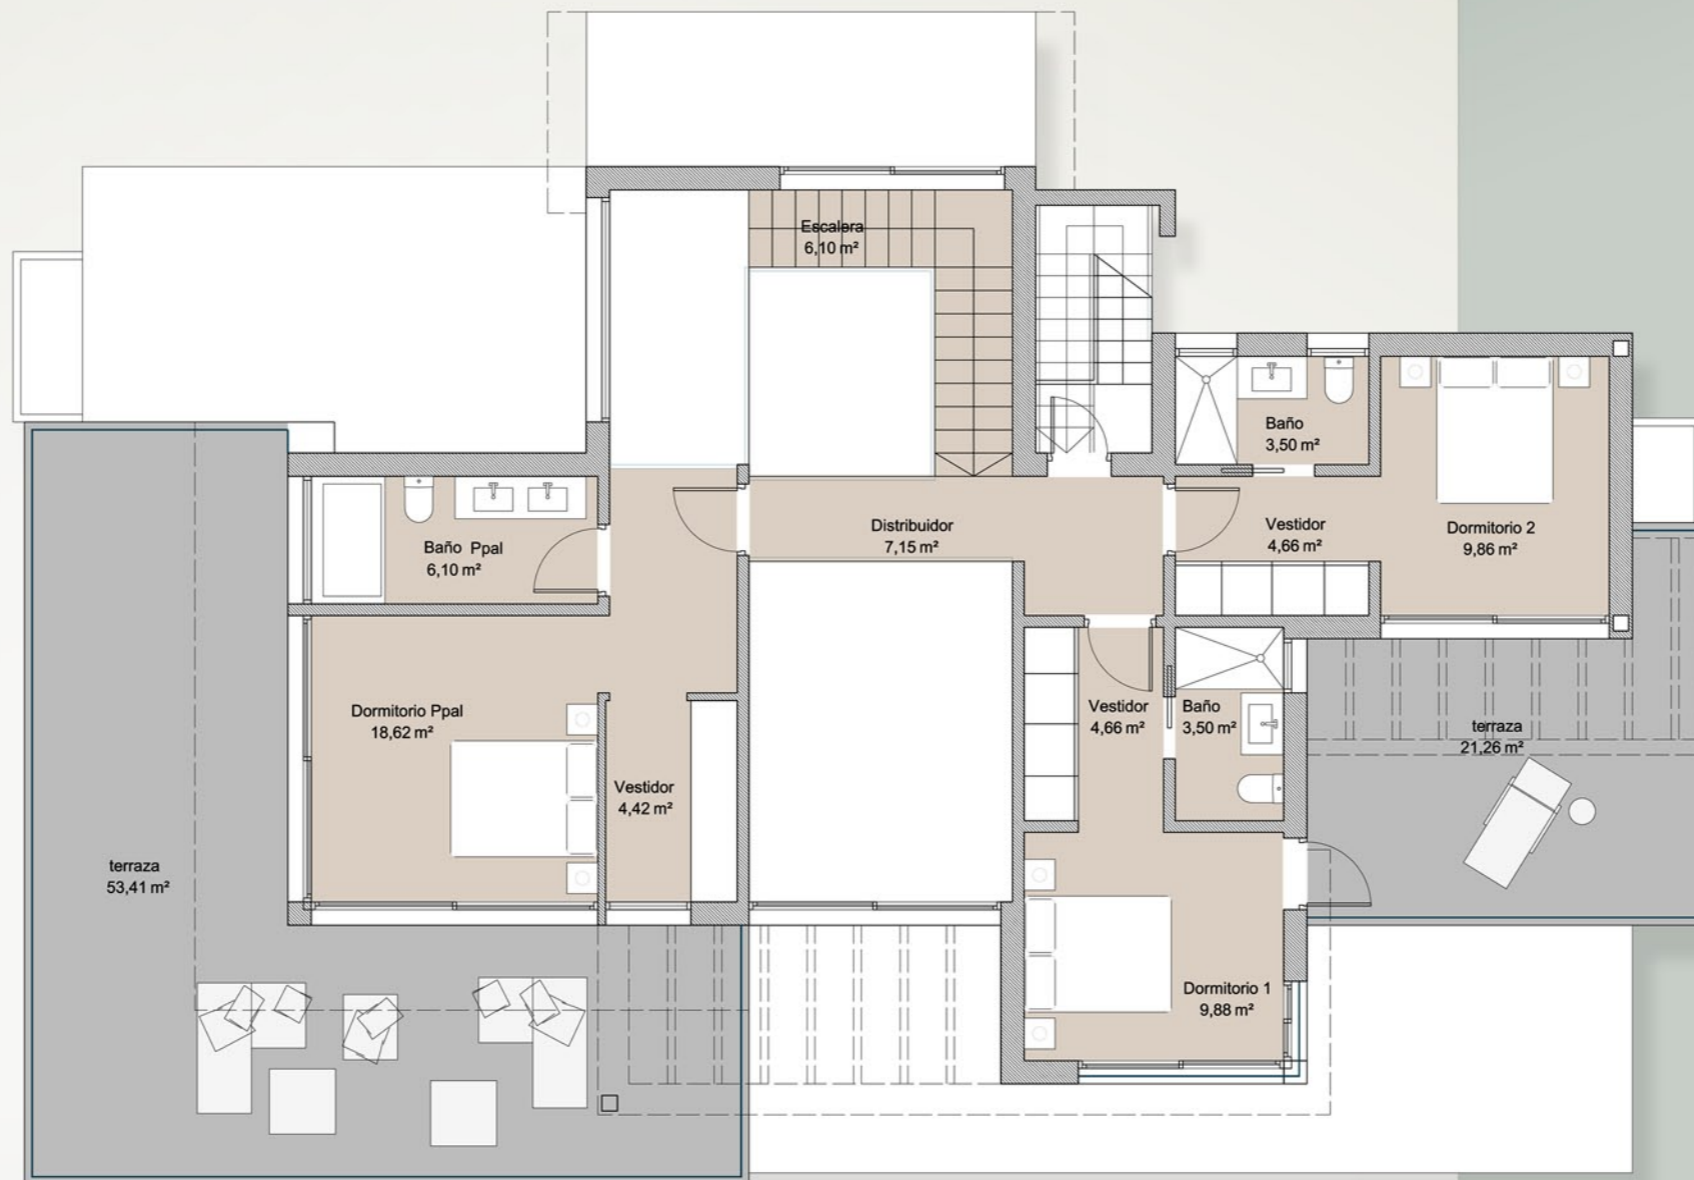 Escalera
6,10 m²
Baño
3,50 m²
Distribuidor
7,15 m²
Vestidor
4,66 m²
Dormitorio 2
9,86 m²
Baño Ppal
6,10 m²
Dormitorio Ppal
18,62 m²
Vestidor
4,66 m²
Baño
3,50 m²
terraza
21,26 m²
Vestidor
4,42 m²
terraza
53,41 m²
Dormitorio 1
9,88 m²